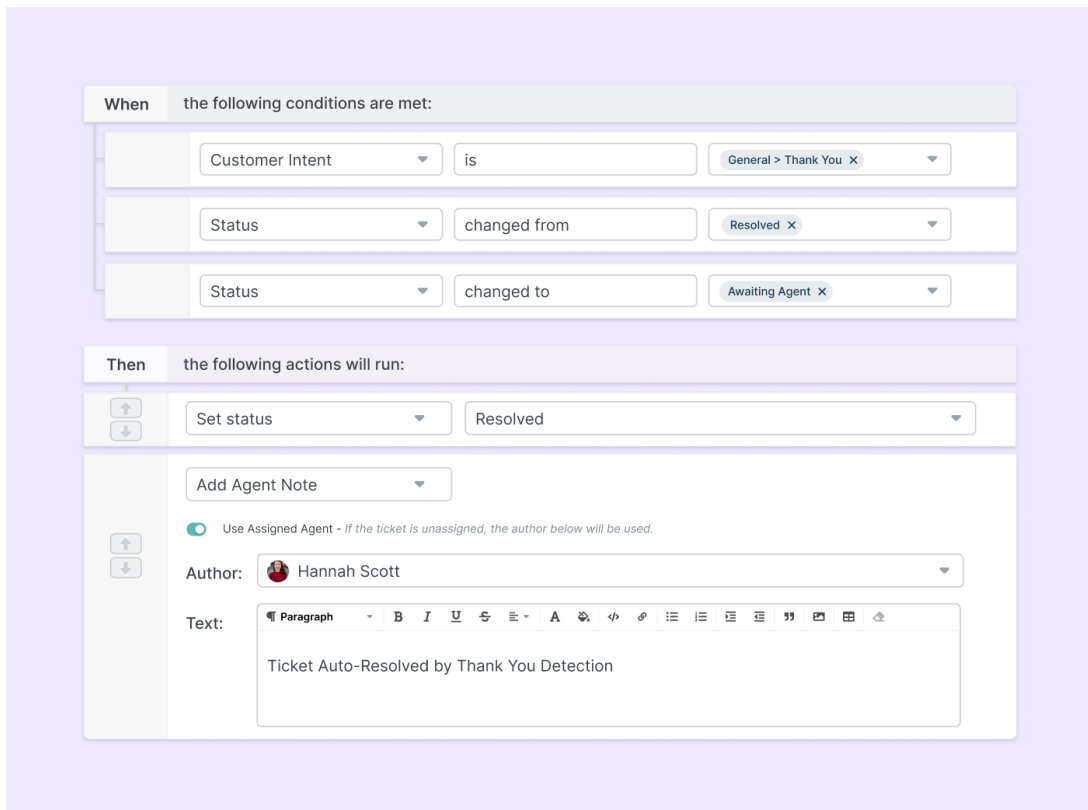 When the following conditions are met:
Customer Intent is General > Thank You ×
Status changed from Resolved ×
Status changed to Awaiting Agent ×
Then the following actions will run:
Set status Resolved
Add Agent Note
Use Assigned Agent - If the ticket is unassigned, the author below will be used.
Author: Hannah Scott
Text: ¶ Paragraph B I U S A </>
Ticket Auto-Resolved by Thank You Detection